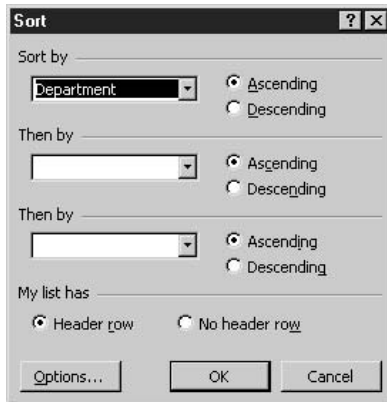 Sort
Sort by
Department
Ascending
Descending
Then by
Ascending
Descending
Then by
Ascending
Descending
My list has
Header row No header row
Options... OK Cancel